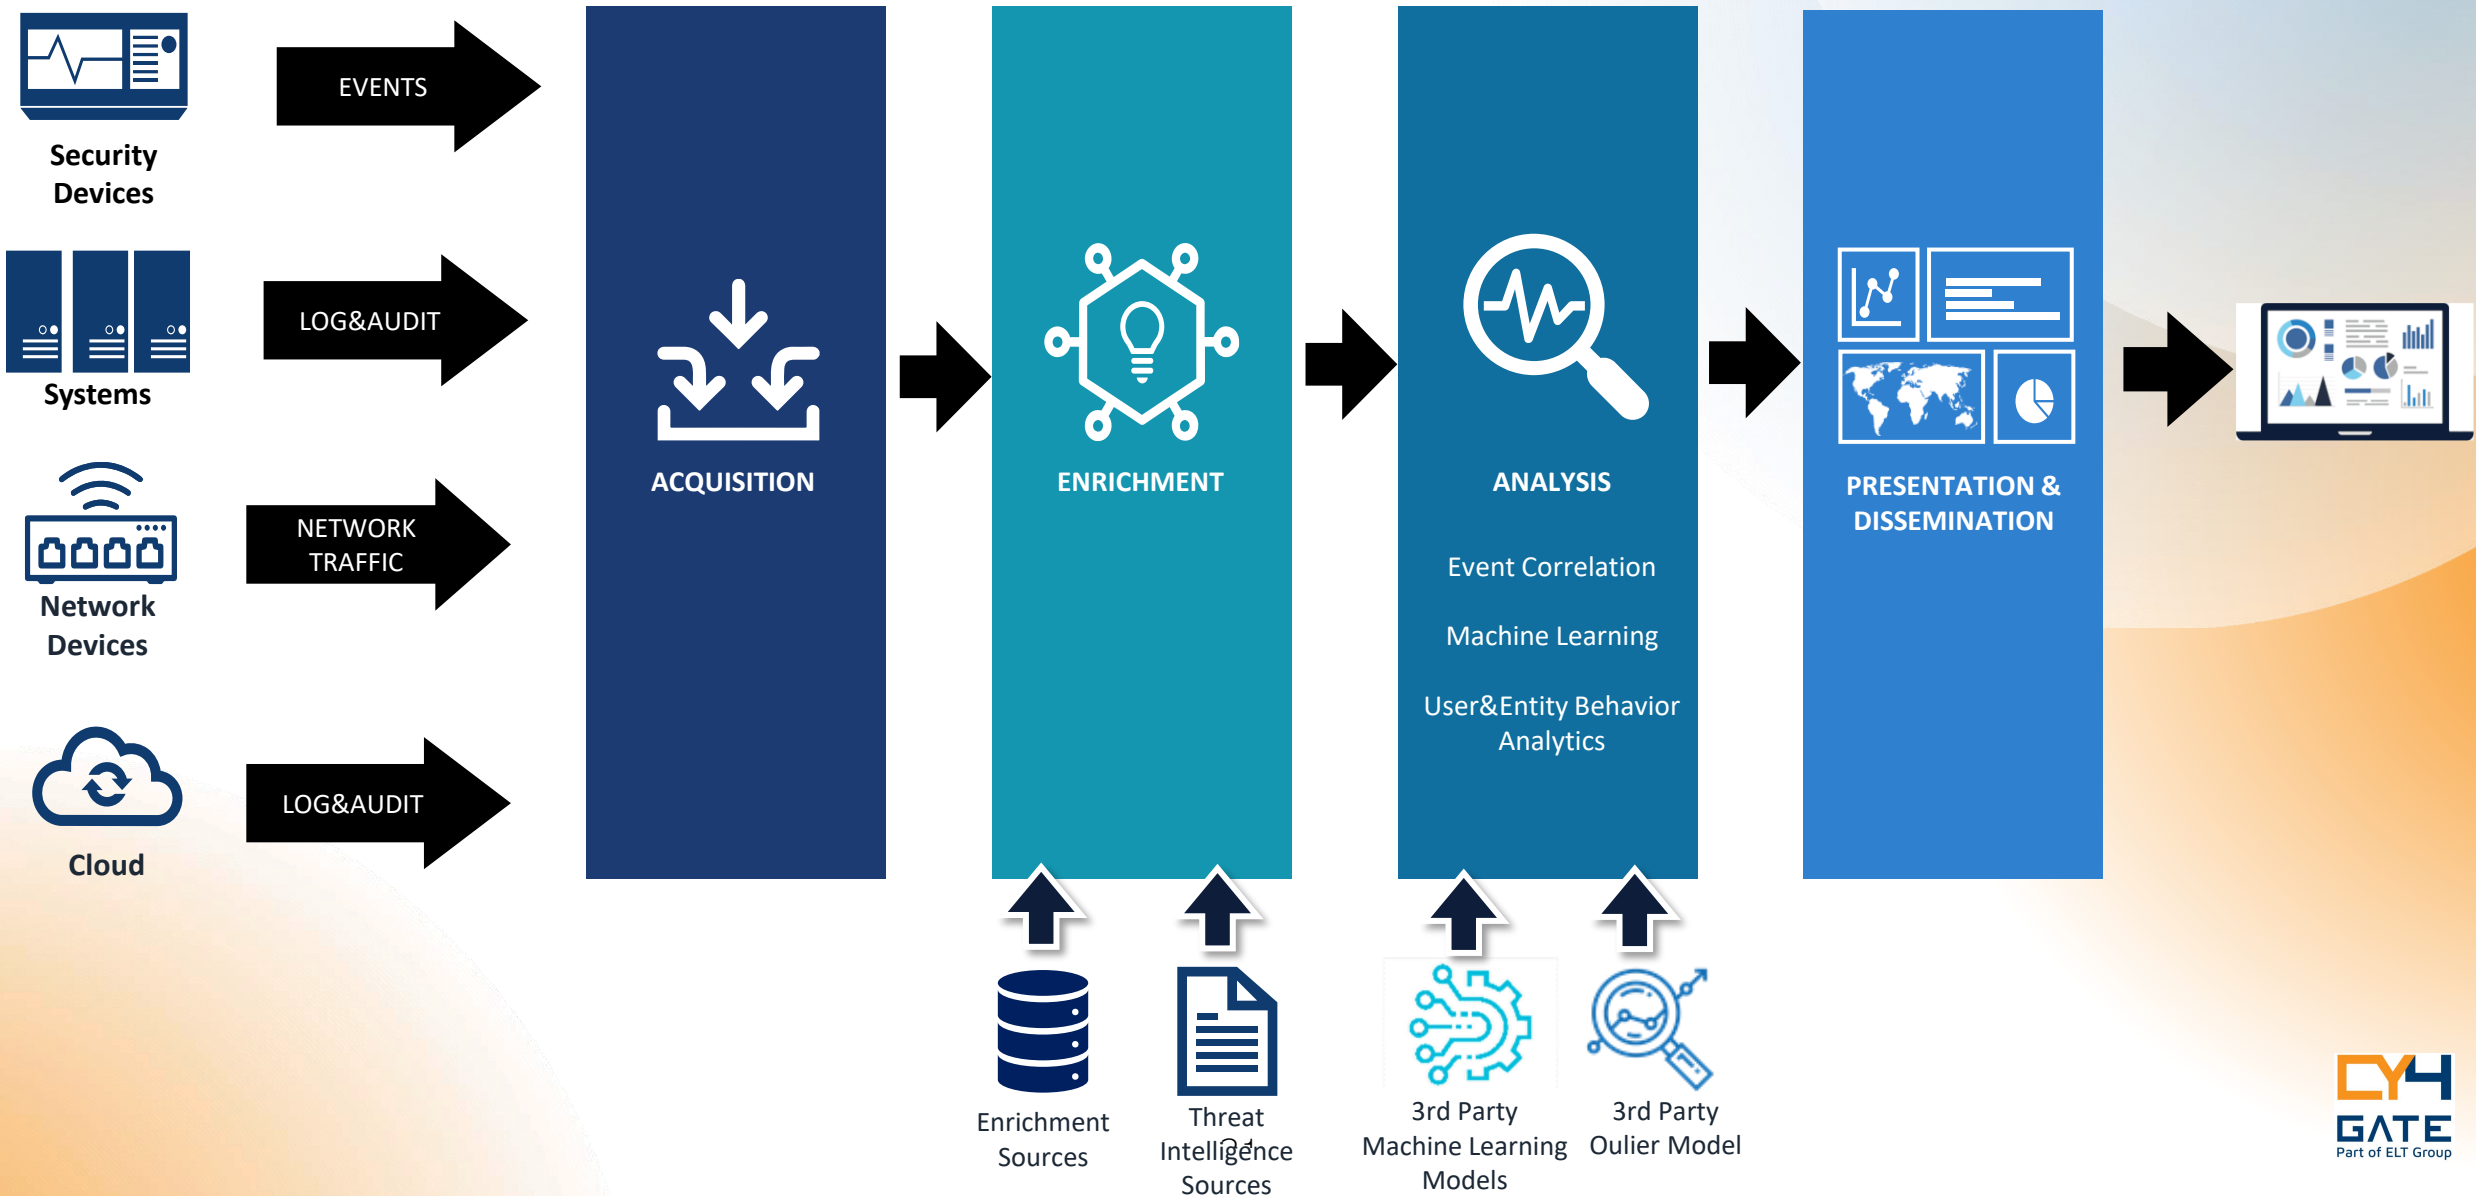 EVENTS
Security
Devices
LOG&AUDIT
Systems
NETWORK
TRAFFIC
Network
Devices
LOG&AUDIT
Cloud
ACQUISITION
ENRICHMENT
ANALYSIS
Event Correlation
Machine Learning
User&Entity Behavior
Analytics
PRESENTATION &
DISSEMINATION
Enrichment
Sources
Threat
Intelligence
Sources
3rd Party
Machine Learning
Models
3rd Party
Oulier Model
CY4
GATE
Part of ELT Group